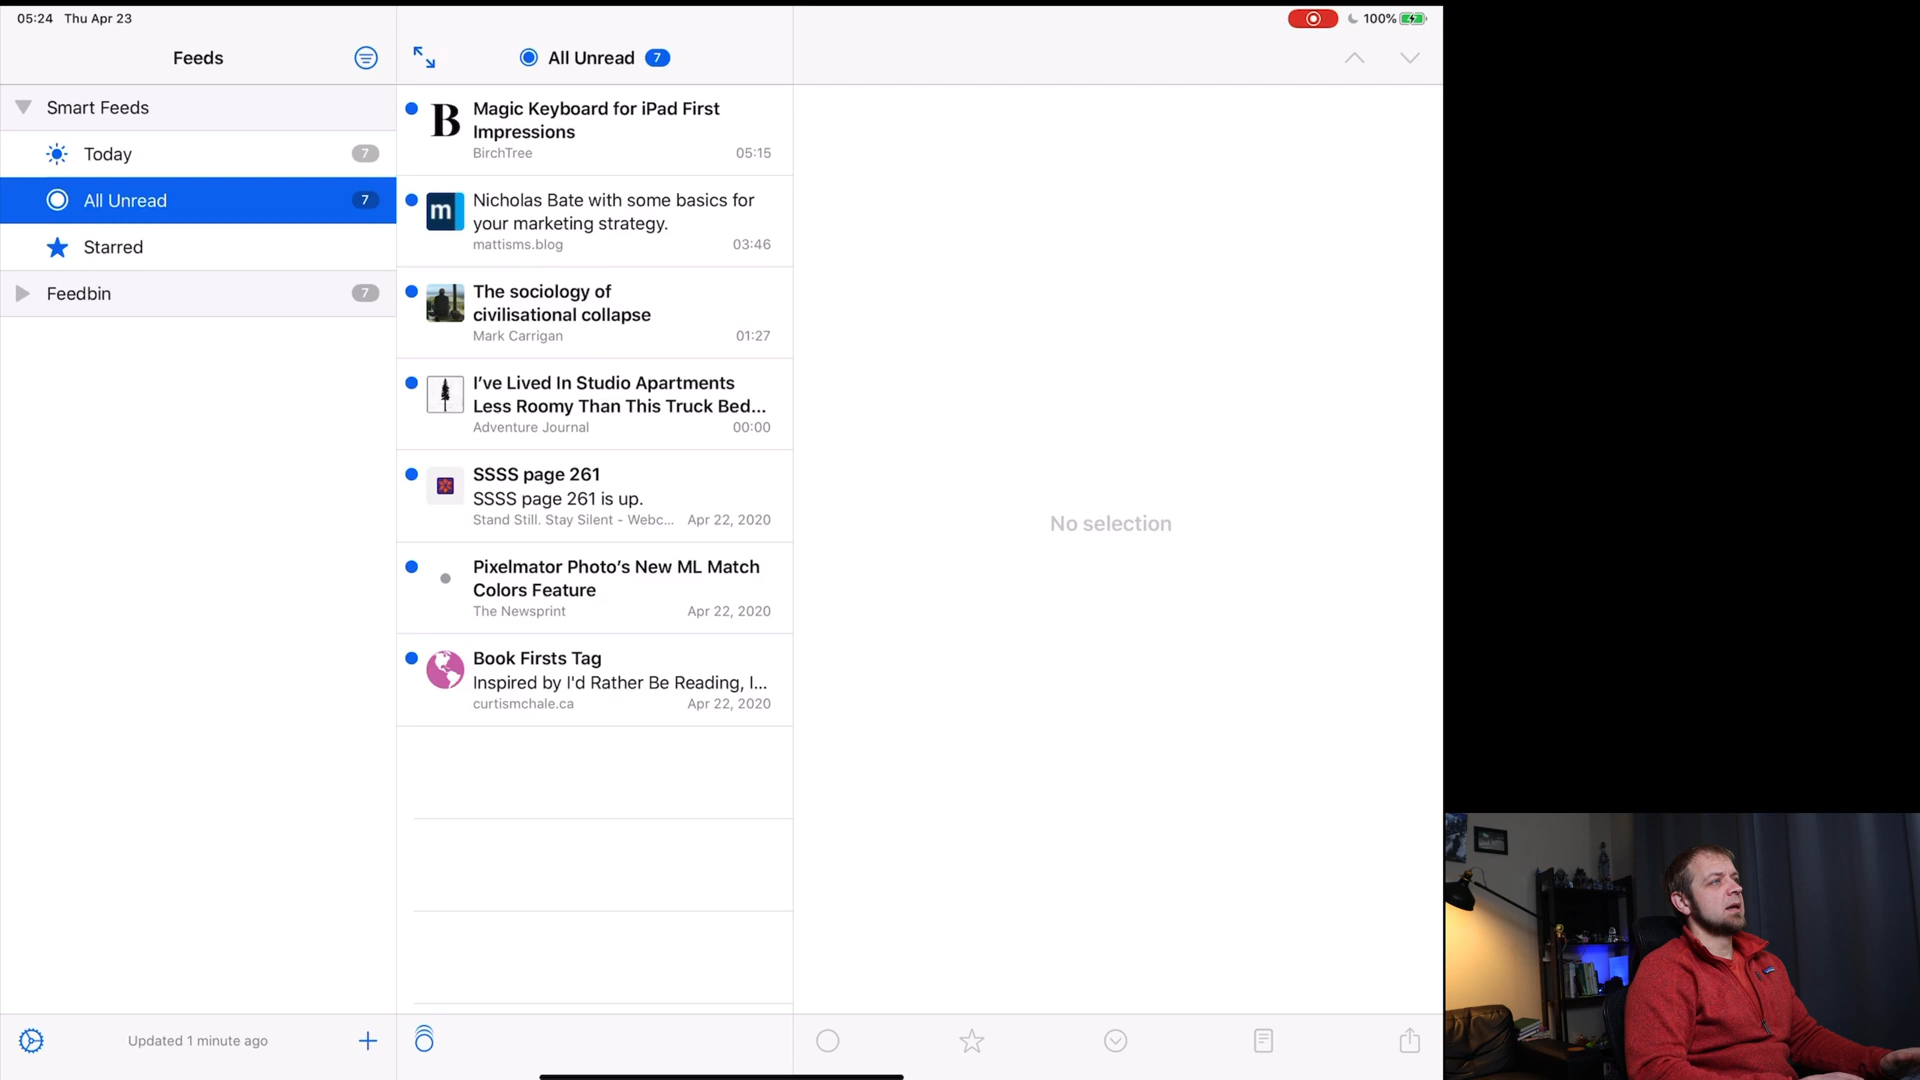 05:24 Thu Apr 23
100%
Feeds
All Unread 7
Smart Feeds
Today 7
All Unread 7
Starred
Feedbin 7
Updated 1 minute ago
B
Magic Keyboard for iPad First
Impressions
BirchTree 05:15
m
Nicholas Bate with some basics for
your marketing strategy.
mattisms.blog 03:46
The sociology of
civilisational collapse
Mark Carrigan 01:27
I’ve Lived In Studio Apartments
Less Roomy Than This Truck Bed...
Adventure Journal 00:00
SSSS page 261
SSSS page 261 is up.
Stand Still. Stay Silent - Webc... Apr 22, 2020
Pixelmator Photo’s New ML Match
Colors Feature
The Newsprint Apr 22, 2020
Book Firsts Tag
Inspired by I'd Rather Be Reading, I...
curtismchale.ca Apr 22, 2020
No selection